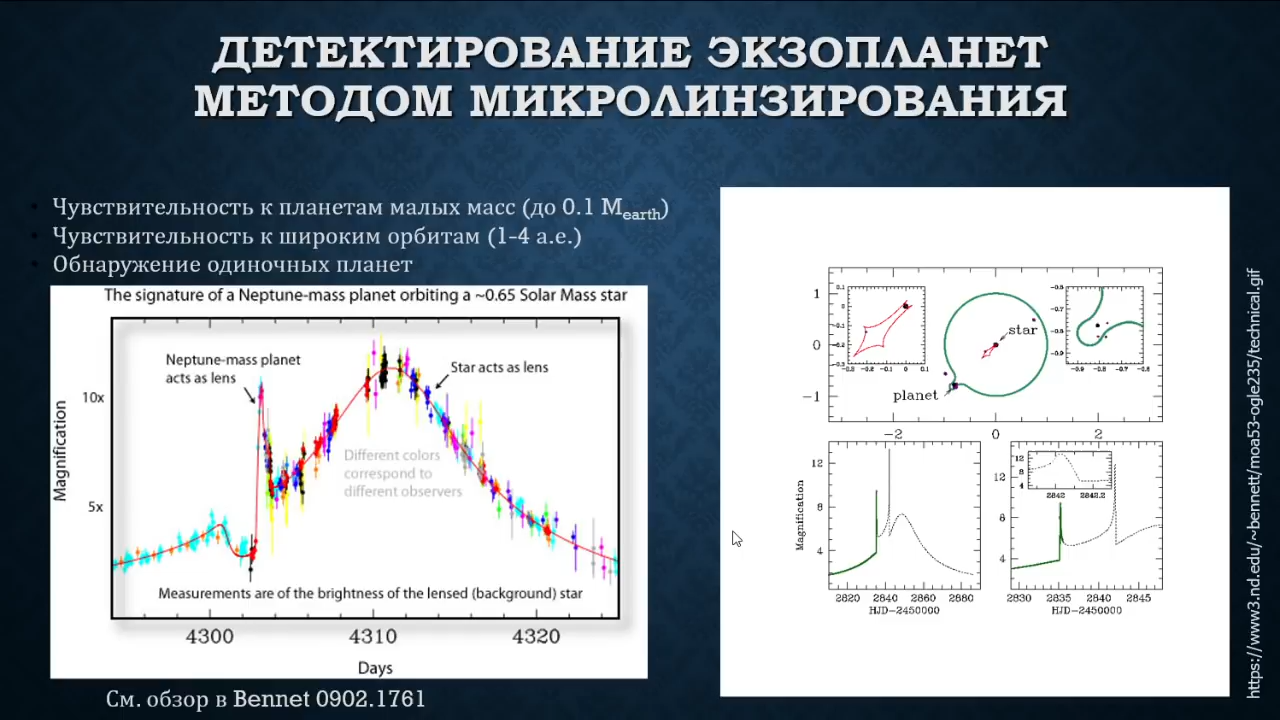 ДЕТЕКТИРОВАНИЕ ЭКЗОПЛАНЕТ
МЕТОДОМ МИКРОЛИНЗИРОВАНИЯ
• Чувствительность к планетам малых масс (до 0.1 Mearth)
• Чувствительность к широким орбитам (1-4 а.е.)
• Обнаружение одиночных планет
The signature of a Neptune-mass planet orbiting a ~0.65 Solar Mass star
Neptune-mass planet
acts as lens
Star acts as lens
10x
5x
Magnification
Different colors
correspond to
different observers
Measurements are of the brightness of the lensed (background) star
4300 4310 4320
Days
См. обзор в Bennet 0902.1761
1
0
−1
star
planet
−2 0 2
Magnification
12
8
4
2820 2840 2860 2880
HJD-2450000
12
8
4
12
8
4
2842 2842.2
2830 2835 2840 2845
HJD-2450000
https://www3.nd.edu/~bennett/moa53-ogle235/technical.gif